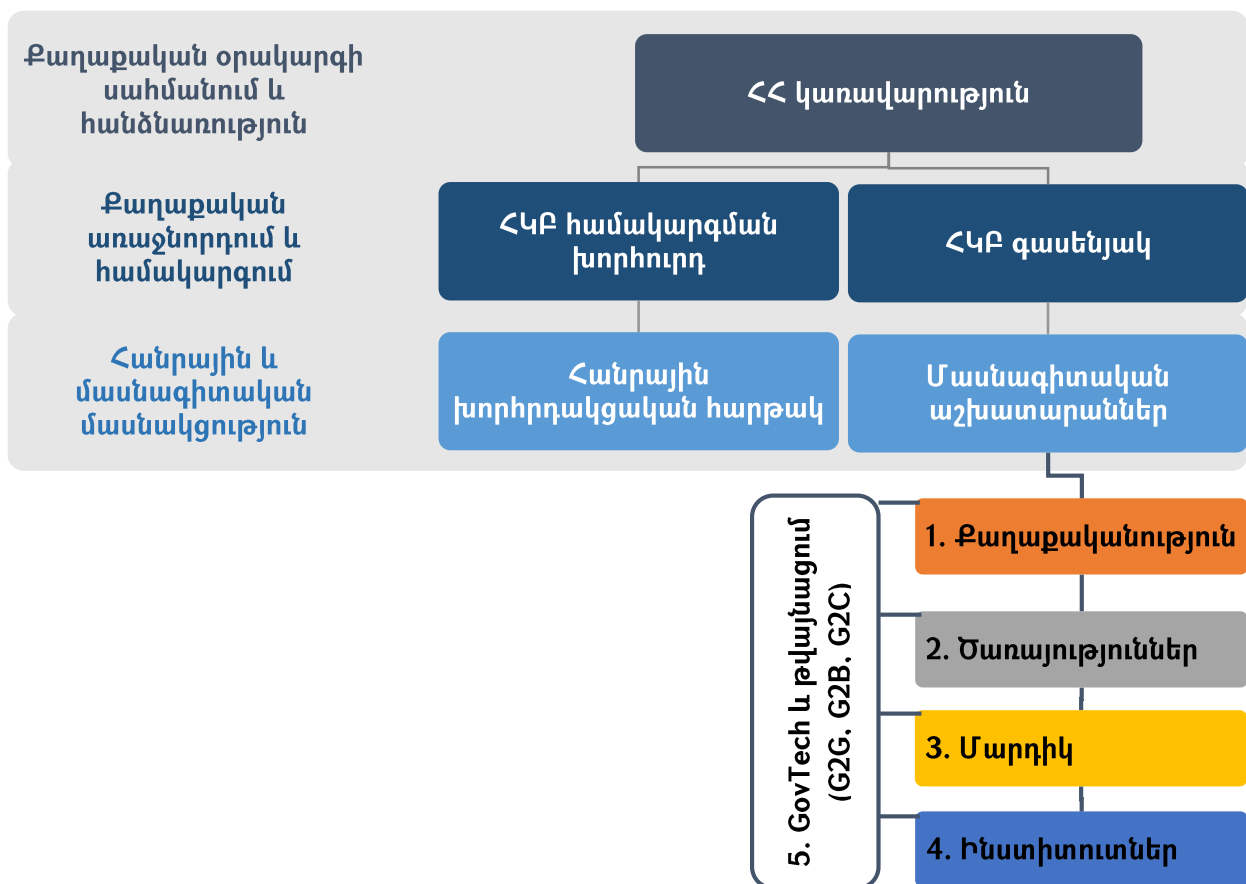 Քաղաքական օրակարգի
սահմանում և
հանձնառություն
ՀՀ կառավարություն
Քաղաքական
առաջնորդում և
համակարգում
ՀԿԲ համակարգման
խորհուրդ
ՀԿԲ գասենյակ
Հանրային և
մասնագիտական
մասնակցություն
Հանրային
խորհրդակցական հարթակ
Մասնագիտական
աշխատարաններ
1. Քաղաքականություն
2. Ծառայություններ
3. Մարդիկ
4. Ինստիտուտներ
5. GovTech և թվայնացում
(G2G, G2B, G2C)